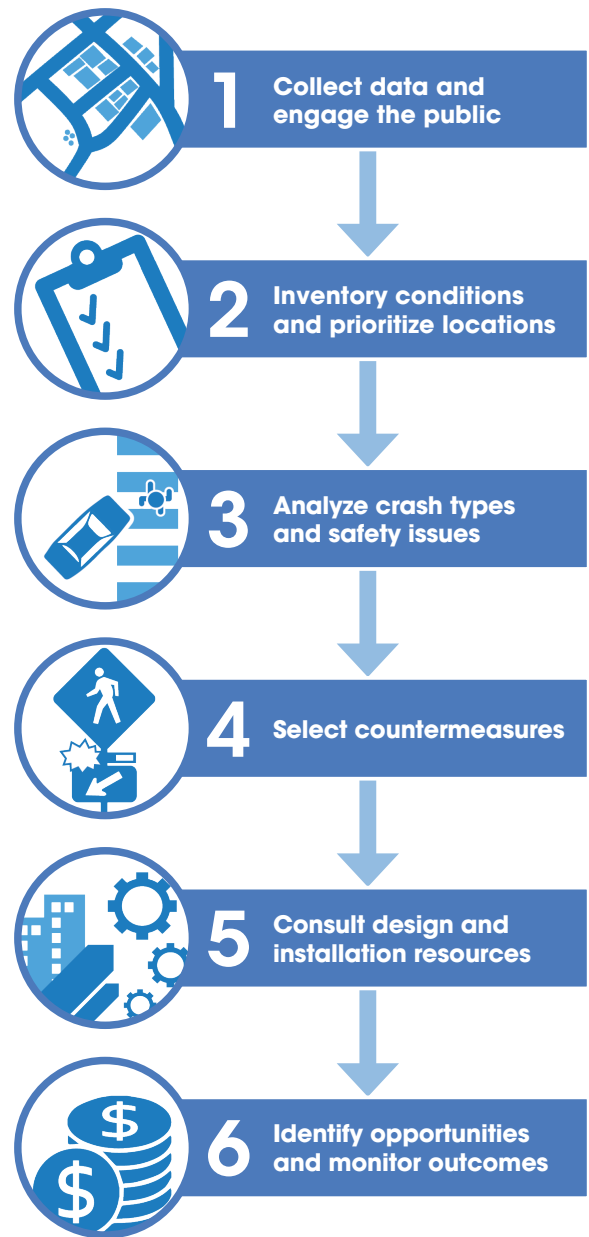 1
Collect data and
engage the public
2
Inventory conditions
and prioritize locations
3
Analyze crash types
and safety issues
4
Select countermeasures
5
Consult design and
installation resources
6
Identify opportunities
and monitor outcomes
$
$